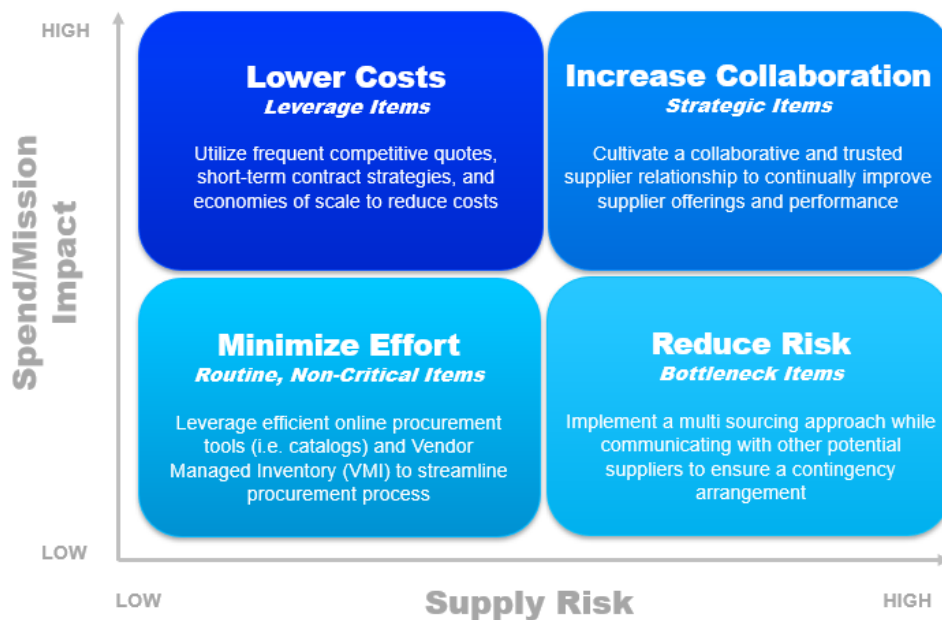 HIGH
Lower Costs
Leverage Items
Utilize frequent competitive quotes,
short-term contract strategies, and
economies of scale to reduce costs
Increase Collaboration
Strategic Items
Cultivate a collaborative and trusted
supplier relationship to continually improve
supplier offerings and performance
Spend/Mission
Impact
Minimize Effort
Routine, Non-Critical Items
Leverage efficient online procurement
tools (i.e. catalogs) and Vendor
Managed Inventory (VMI) to streamline
procurement process
Reduce Risk
Bottleneck Items
Implement a multi sourcing approach while
communicating with other potential
suppliers to ensure a contingency
arrangement
LOW
LOW
Supply Risk
HIGH